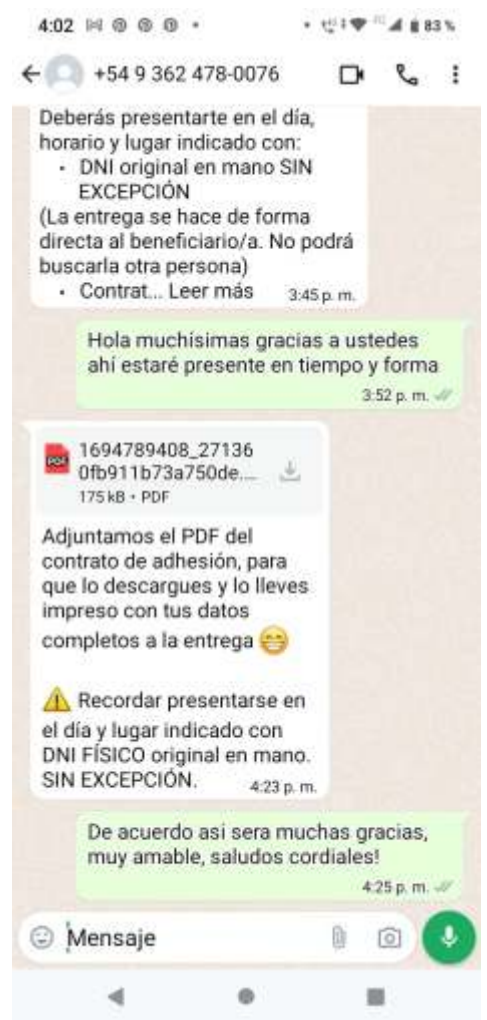 4:02
83 %
+54 9 362 478-0076
Deberás presentarte en el día,
horario y lugar indicado con:
• DNI original en mano SIN
EXCEPCIÓN
(La entrega se hace de forma
directa al beneficiario/a. No podrá
buscarla otra persona)
• Contrat... Leer más 3:45 p. m.
Hola muchísimas gracias a ustedes
ahí estaré presente en tiempo y forma
3:52 p. m.
PDF
1694789408_27136
0fb911b73a750de....
175 kB • PDF
Adjuntamos el PDF del
contrato de adhesión, para
que lo descargues y lo lleves
impreso con tus datos
completos a la entrega 😁
⚠️ Recordar presentarse en
el día y lugar indicado con
DNI FÍSICO original en mano.
SIN EXCEPCIÓN. 4:23 p. m.
De acuerdo asi sera muchas gracias,
muy amable, saludos cordiales!
4:25 p. m.
Mensaje